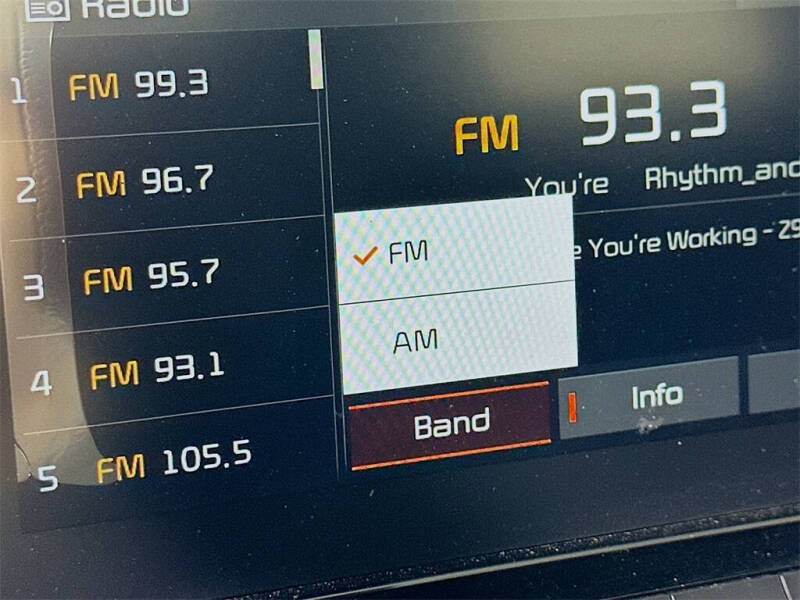 Radio
1 FM 99.3
2 FM 96.7
3 FM 95.7
4 FM 93.1
5 FM 105.5
FM 93.3
You're Rhythm_and
You're Working - Z9
FM
AM
Band
Info